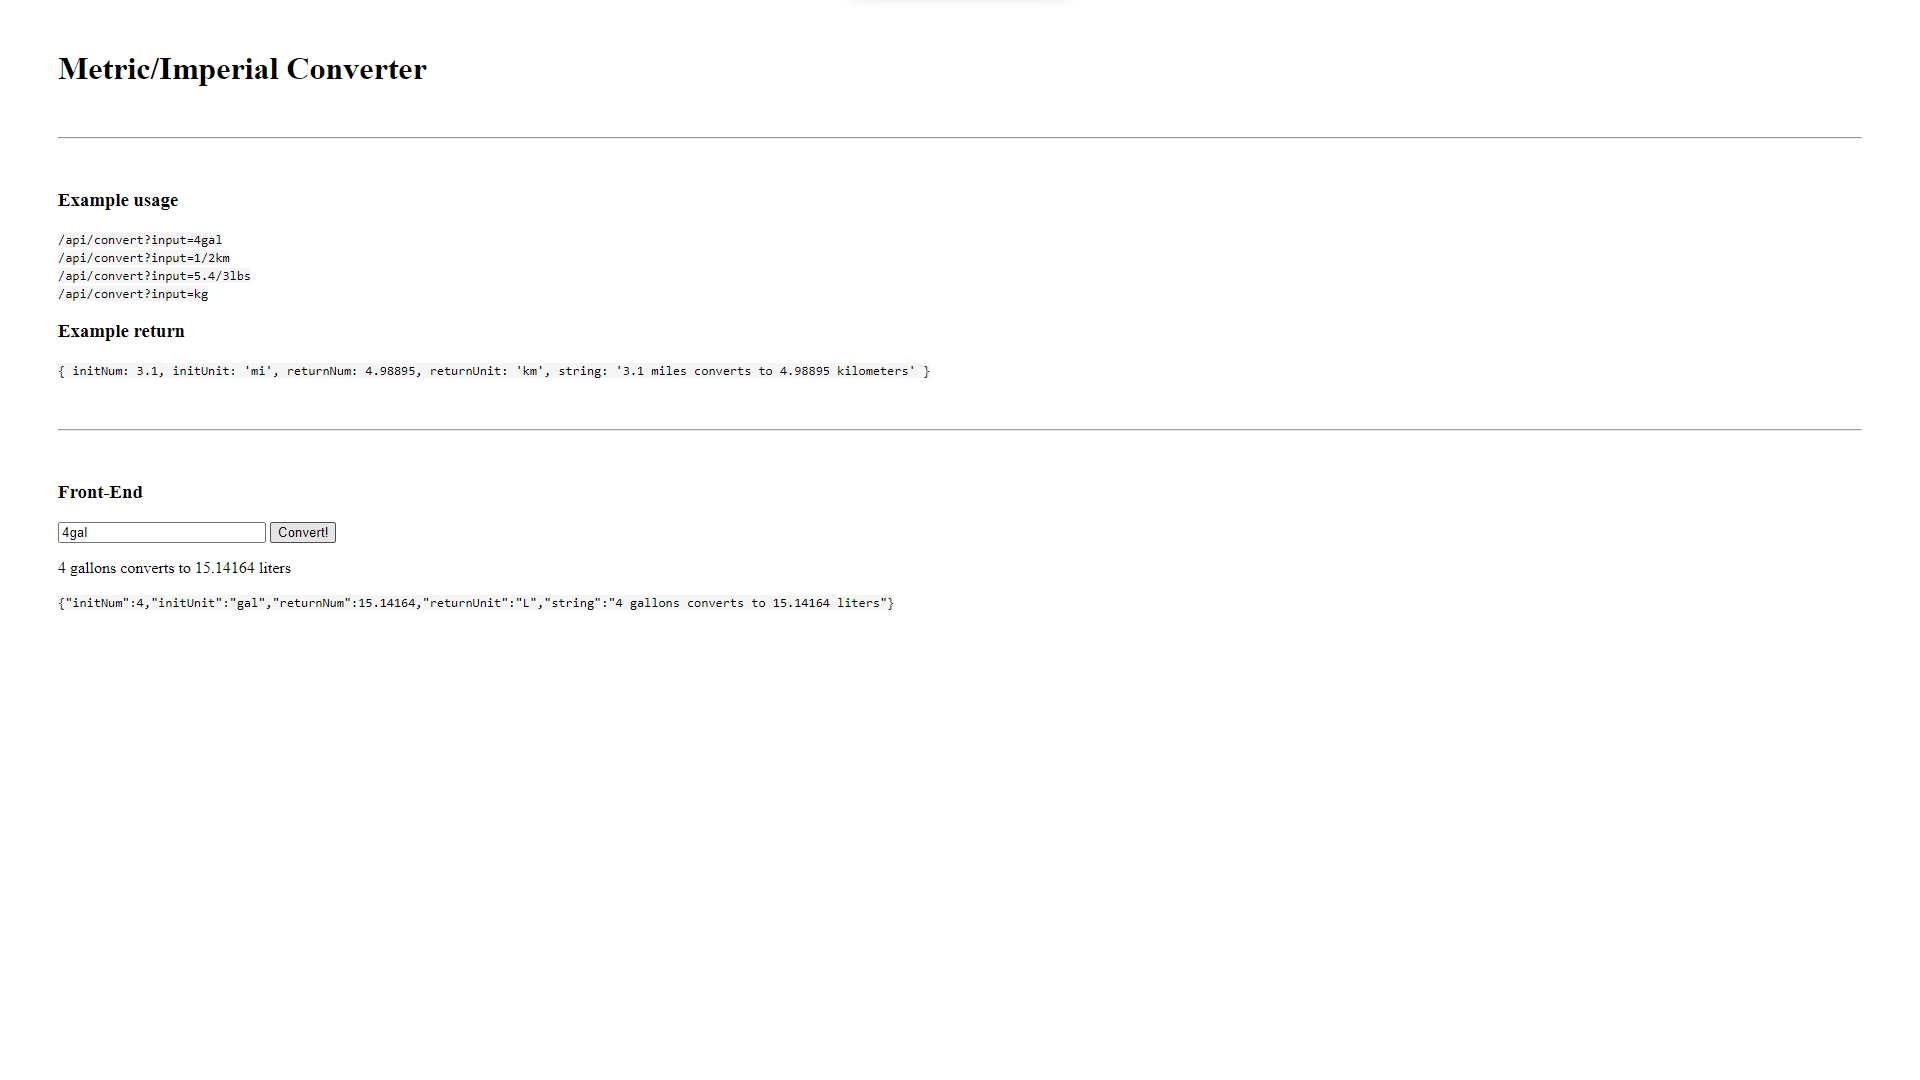 Metric/Imperial Converter
Example usage
/api/convert?input=4gal
/api/convert?input=1/2km
/api/convert?input=5.4/3lbs
/api/convert?input=kg
Example return
{ initNum: 3.1, initUnit: 'mi', returnNum: 4.98895, returnUnit: 'km', string: '3.1 miles converts to 4.98895 kilometers' }
Front-End
4gal Convert!
4 gallons converts to 15.14164 liters
{"initNum":4,"initUnit":"gal","returnNum":15.14164,"returnUnit":"L","string":"4 gallons converts to 15.14164 liters"}